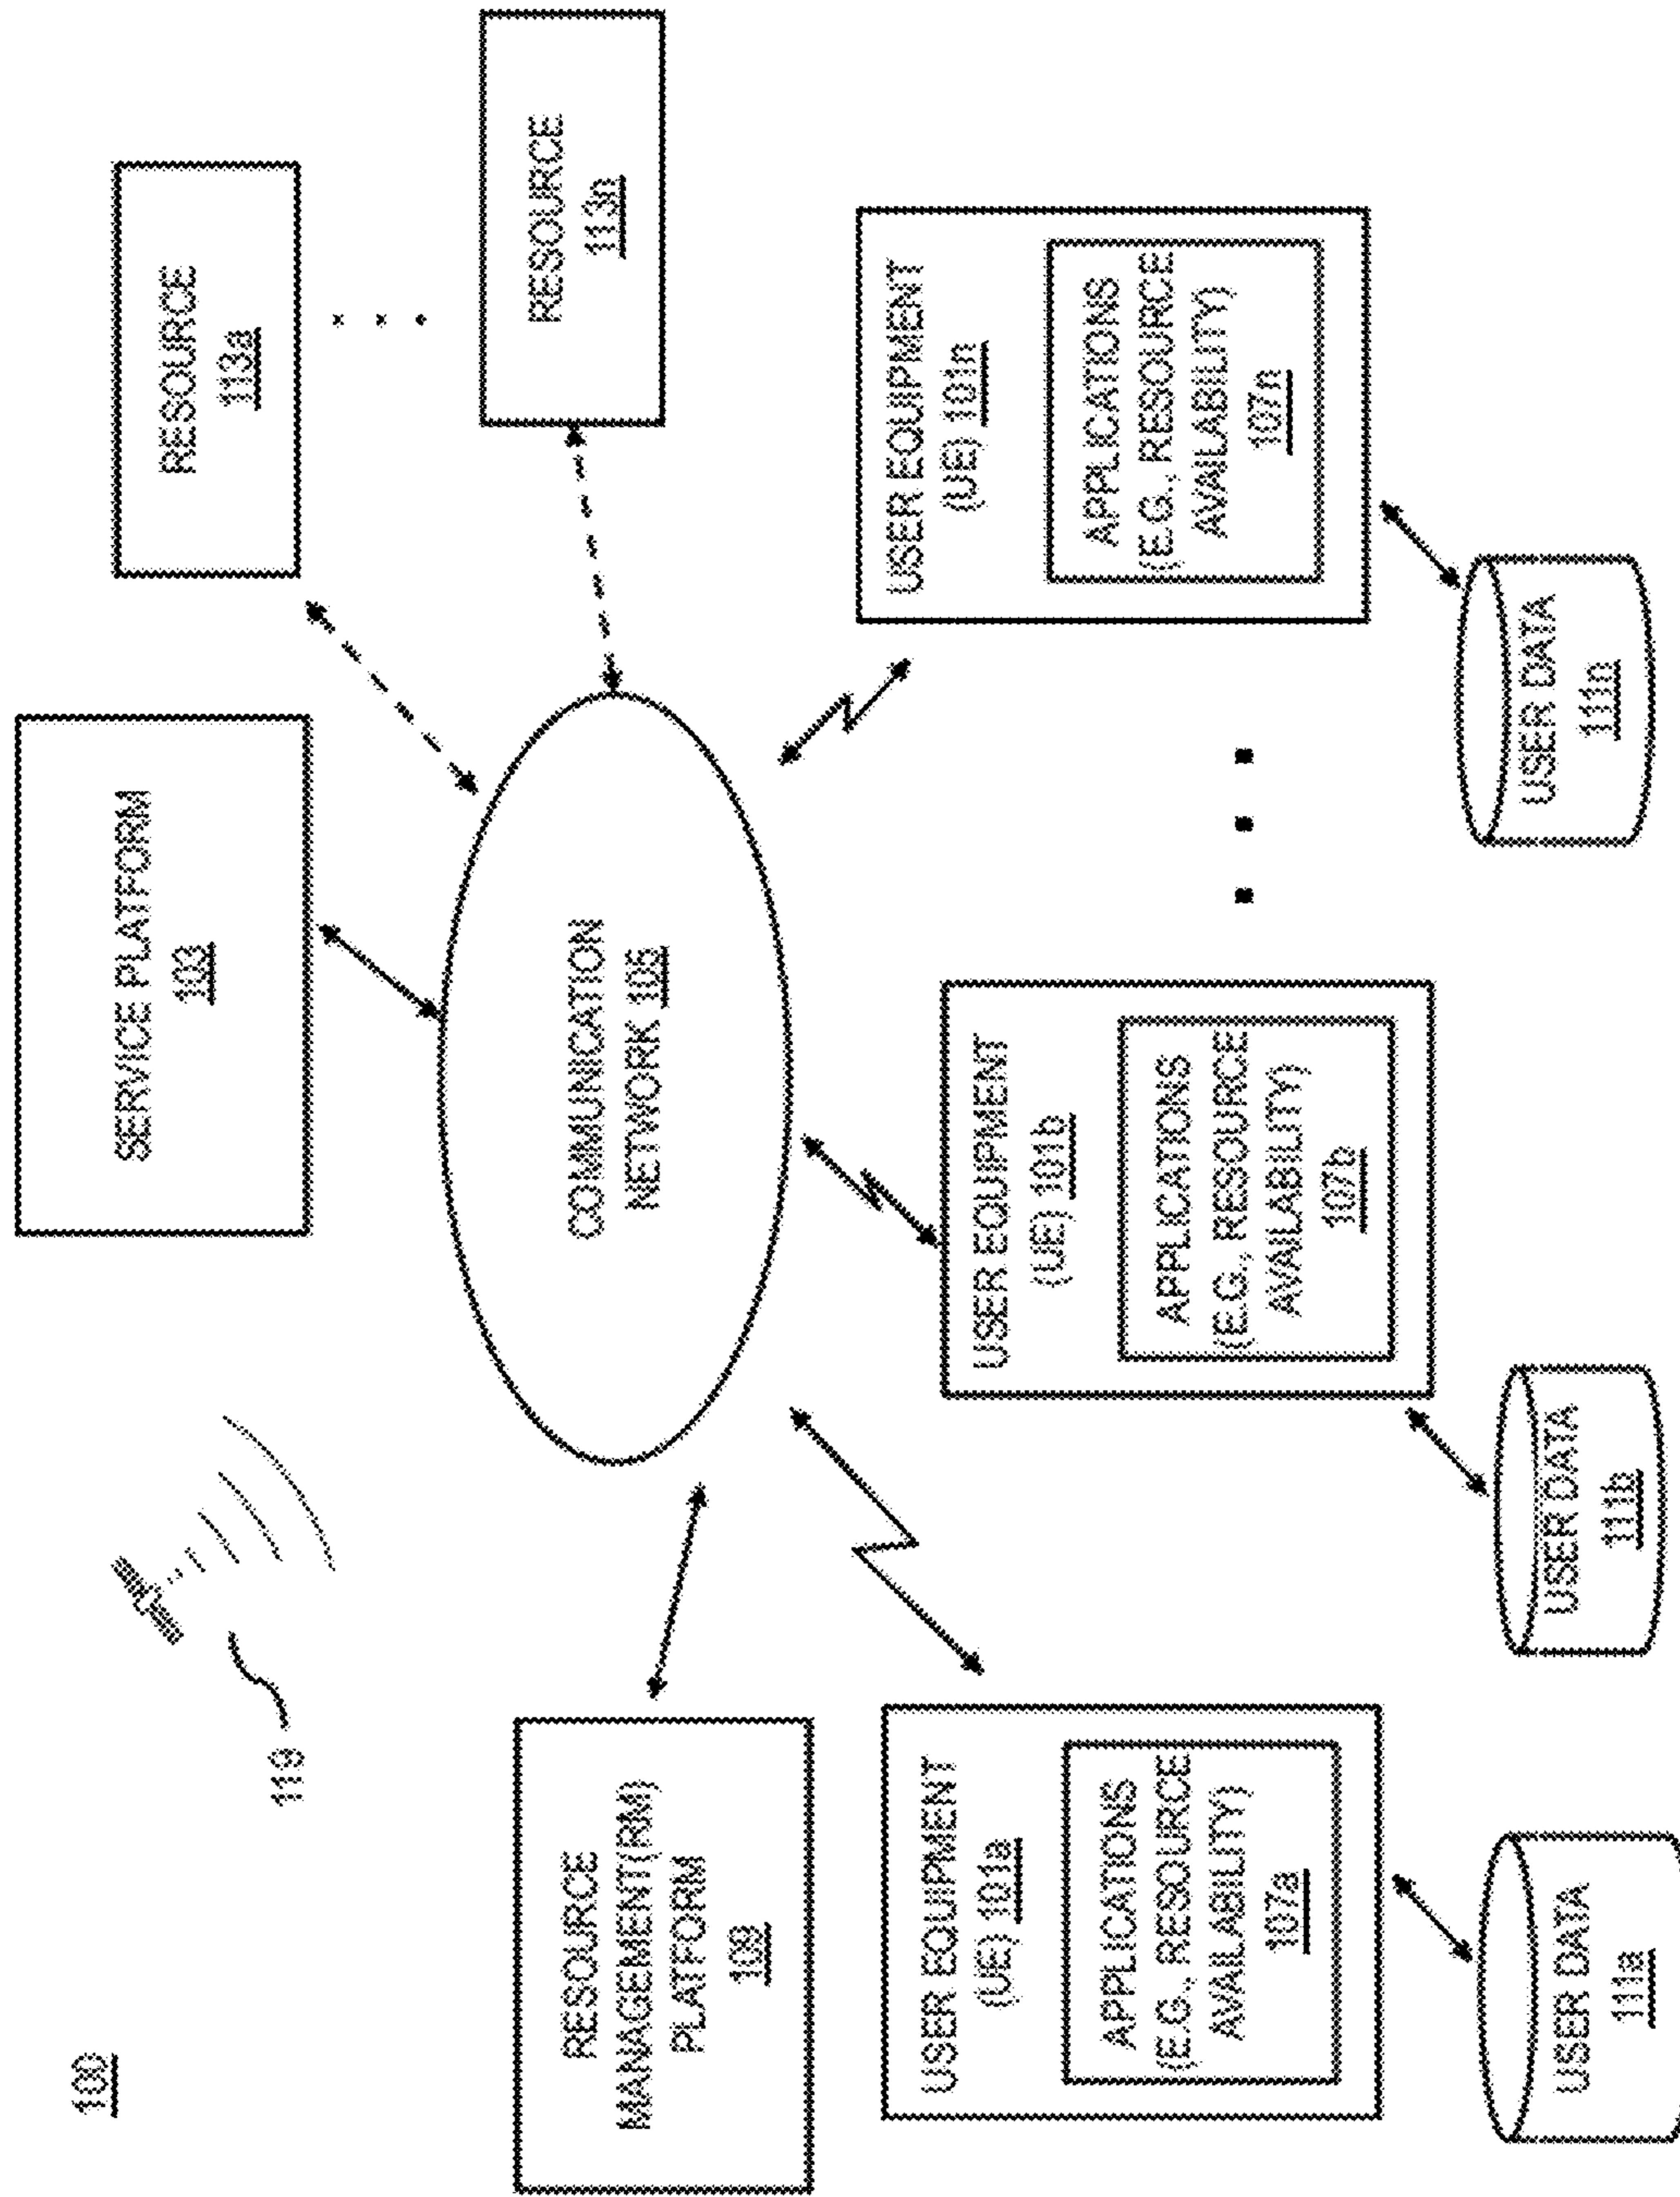 100
119
SERVICE PLATFORM
103
RESOURCE
113a
RESOURCE
113n
COMMUNICATION
NETWORK 105
RESOURCE
MANAGEMENT(RM)
PLATFORM
109
USER EQUIPMENT
(UE) 101a
APPLICATIONS
(E.G., RESOURCE
AVAILABILITY)
107a
USER EQUIPMENT
(UE) 101b
APPLICATIONS
(E.G., RESOURCE
AVAILABILITY)
107b
USER EQUIPMENT
(UE) 101n
APPLICATIONS
(E.G., RESOURCE
AVAILABILITY)
107n
USER DATA
111a
USER DATA
111b
USER DATA
111n